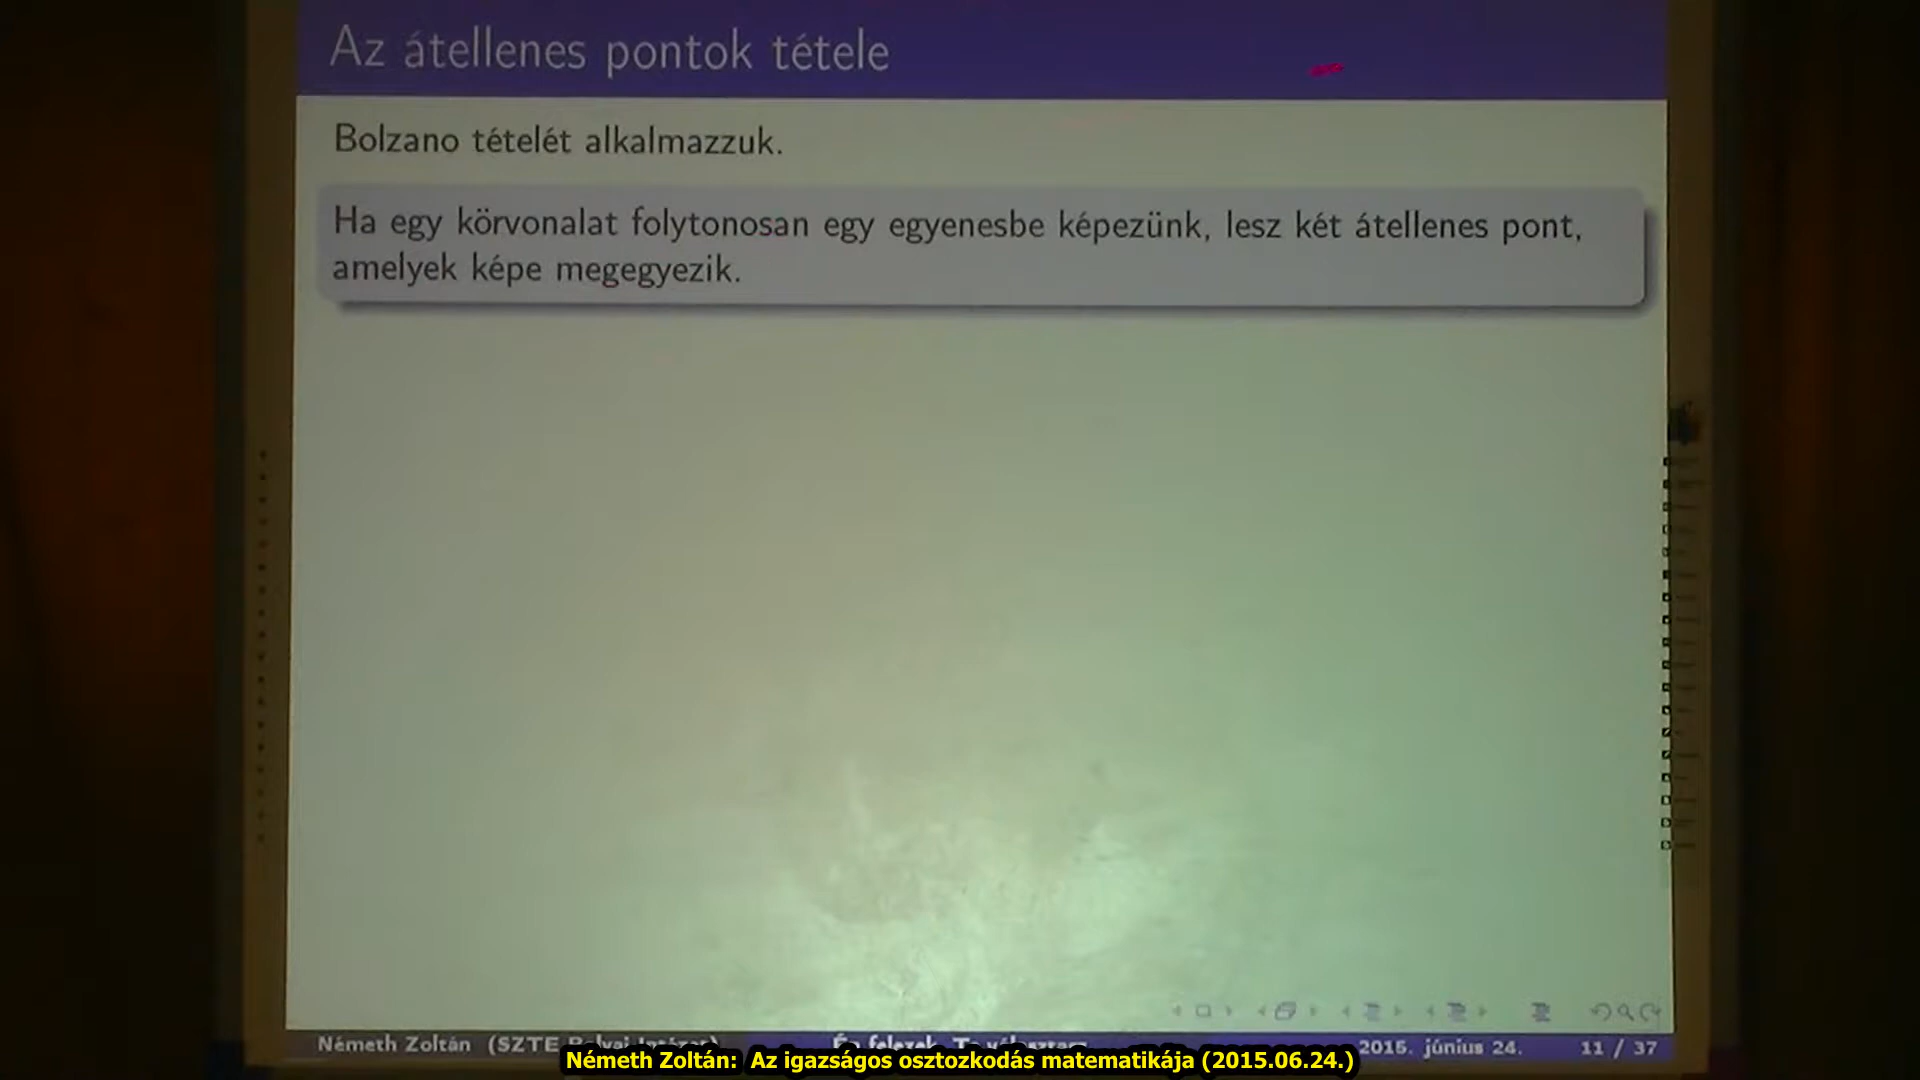 Az átellenes pontok tétele
Bolzano tételét alkalmazzuk.
Ha egy körvonalat folytonosan egy egyenesbe képezünk, lesz két átellenes pont,
amelyek képe megegyezik.
Németh Zoltán (SZTE 2015. június 24. 11 / 37
Németh Zoltán: Az igazságos osztozkodás matematikája (2015.06.24.)